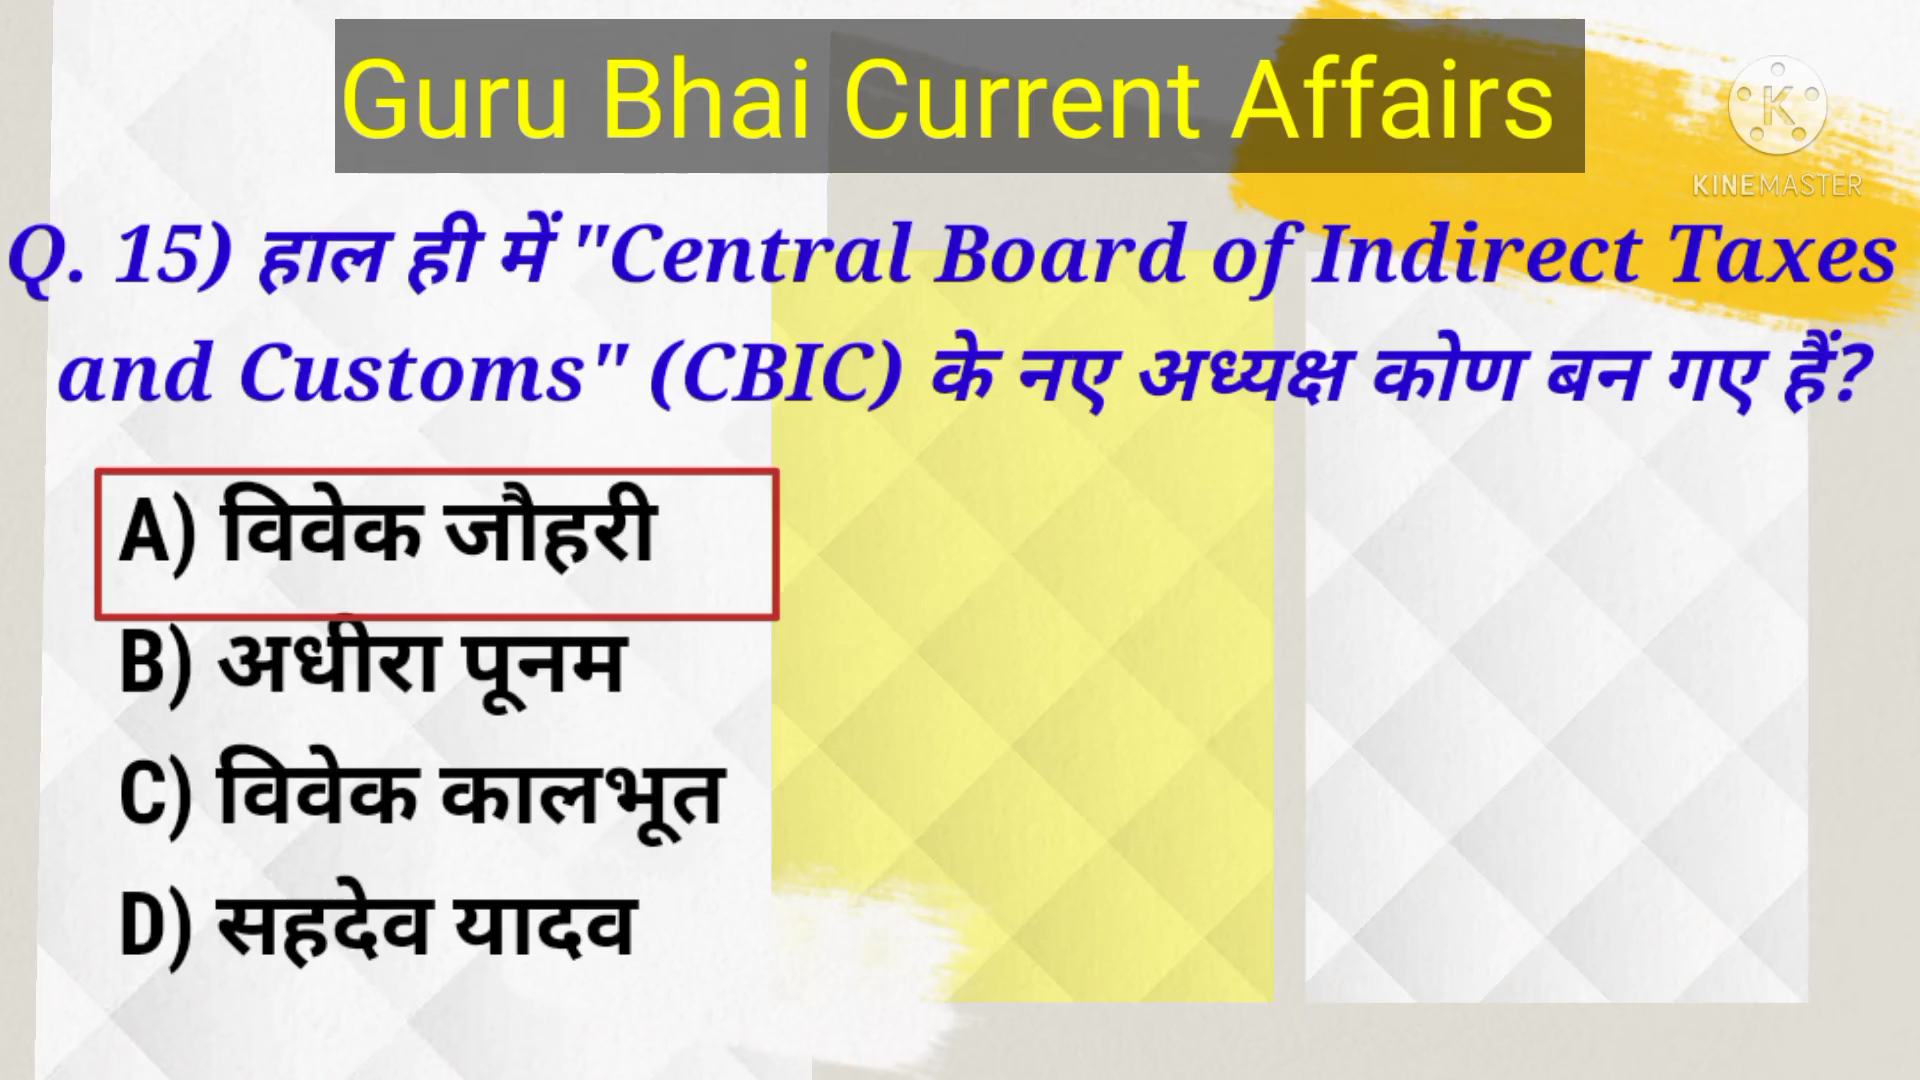 Guru Bhai Current Affairs
KINEMASTER
Q. 15) हाल ही में "Central Board of Indirect Taxes
and Customs" (CBIC) के नए अध्यक्ष कोण बन गए हैं?
A) विवेक जौहरी
B) अधीरा पूनम
C) विवेक कालभूत
D) सहदेव यादव